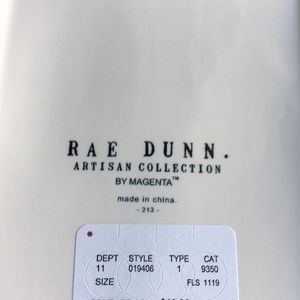 RAE DUNN.
ARTISAN COLLECTION
BY MAGENTA™
made in china.
- 213 -
DEPT STYLE TYPE CAT
11 019406 1 9350
SIZE FLS 1119